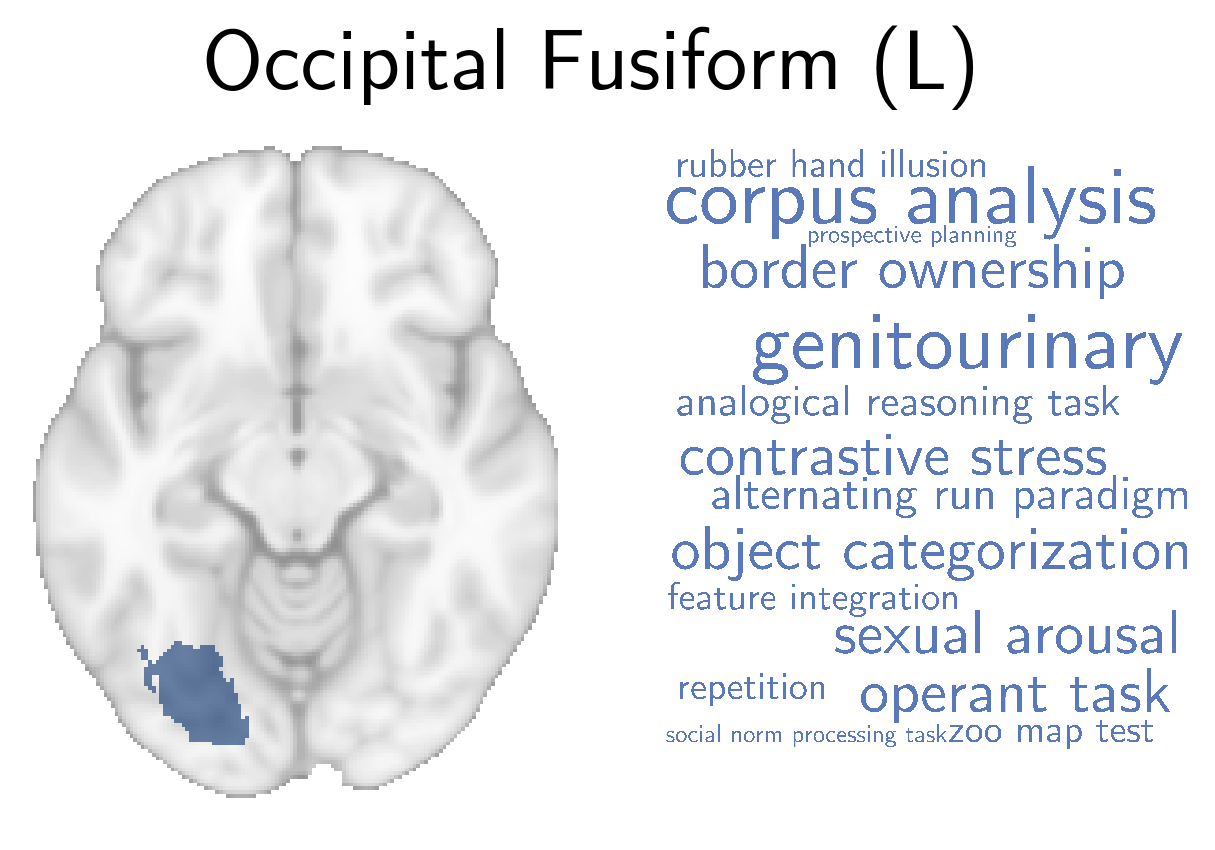 Occipital Fusiform (L)
rubber hand illusion
corpus analysis
prospective planning
border ownership
genitourinary
analogical reasoning task
contrastive stress
alternating run paradigm
object categorization
feature integration
sexual arousal
repetition operant task
social norm processing task zoo map test